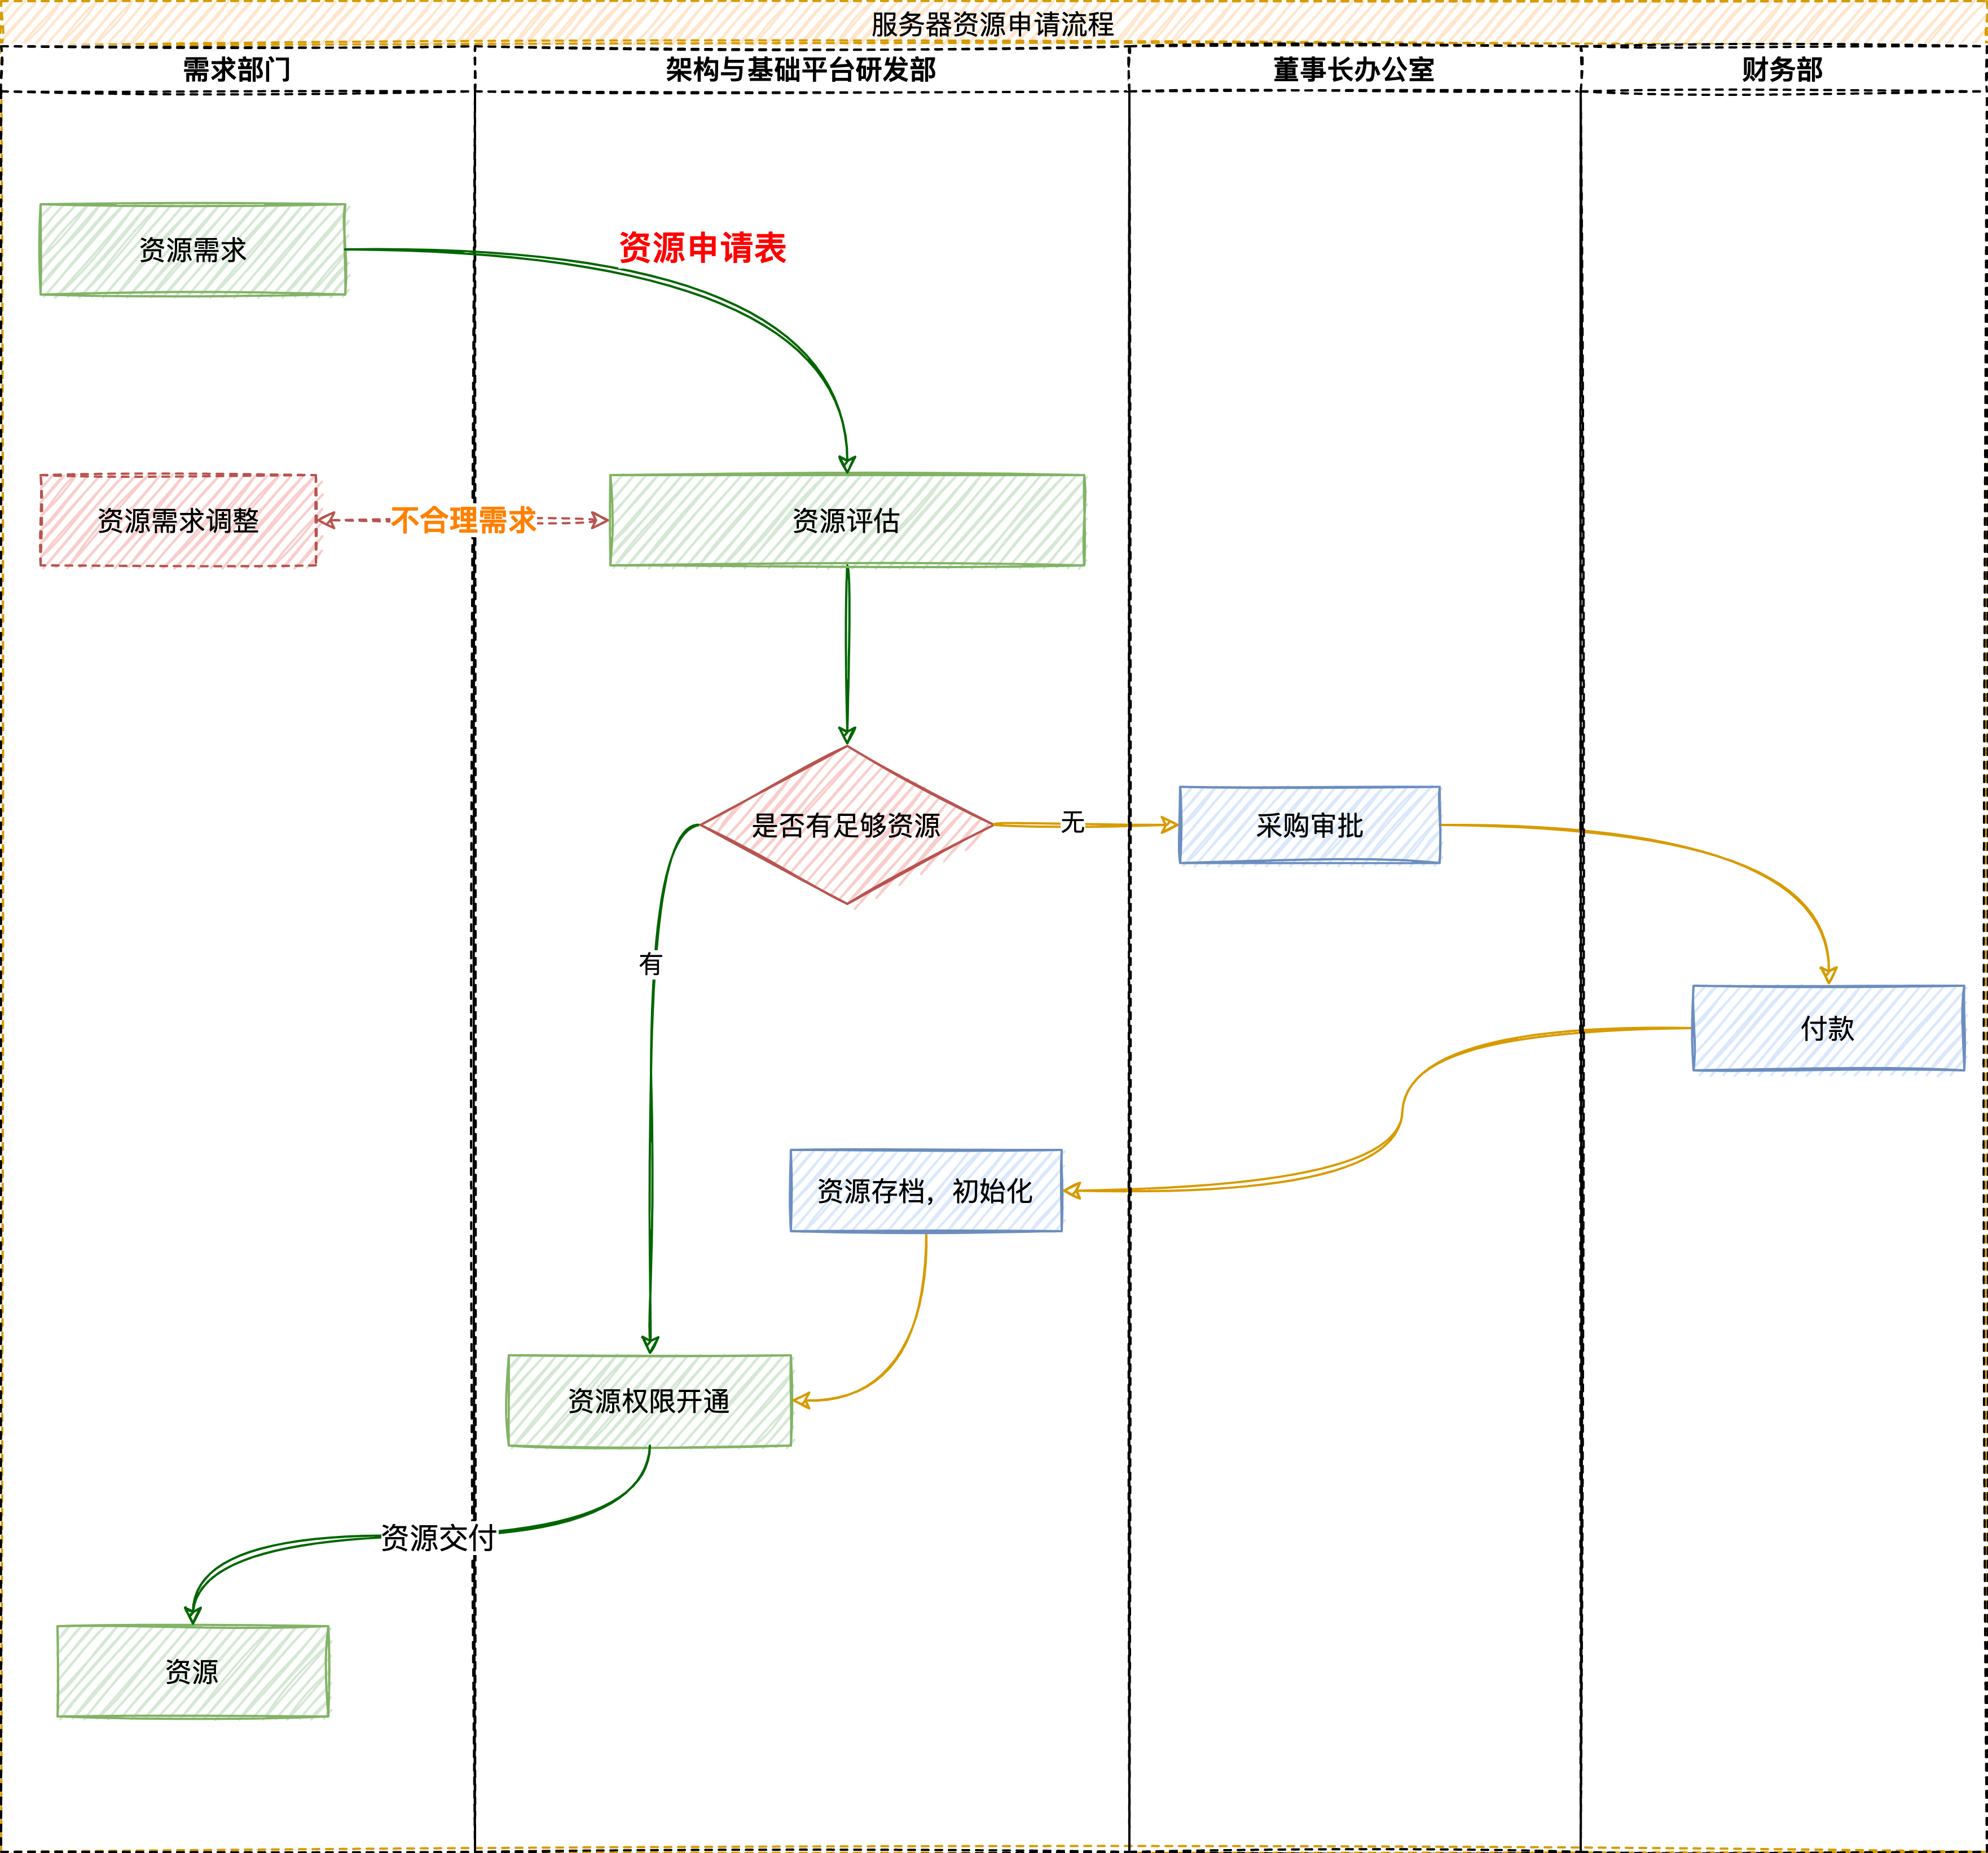 服务器资源申请流程
需求部门
架构与基础平台研发部
董事长办公室
财务部
资源需求
资源申请表
资源需求调整
不合理需求
资源评估
是否有足够资源
无
采购审批
有
付款
资源存档，初始化
资源权限开通
资源交付
资源